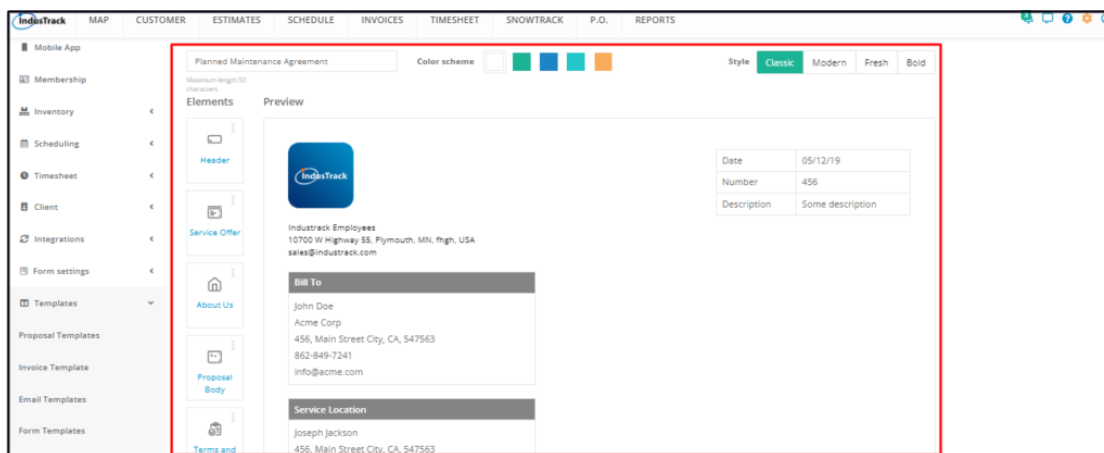 IndusTrack MAP CUSTOMER ESTIMATES SCHEDULE INVOICES TIMESHEET SNOWTRACK P.O. REPORTS
Mobile App
Membership
Inventory
Scheduling
Timesheet
Client
Integrations
Form settings
Templates
Proposal Templates
Invoice Template
Email Templates
Form Templates
Planned Maintenance Agreement
Maximum length 50
characters
Color scheme
Style Classic Modern Fresh Bold
Elements
Header
Service Offer
About Us
Proposal
Body
Terms and
Preview
IndusTrack
Date 05/12/19
Number 456
Description Some description
Industrack Employees
10700 W Highway 55, Plymouth, MN, fhgh, USA
sales@industrack.com
Bill To
John Doe
Acme Corp
456, Main Street City, CA, 547563
862-849-7241
info@acme.com
Service Location
Joseph Jackson
456, Main Street City, CA, 547563